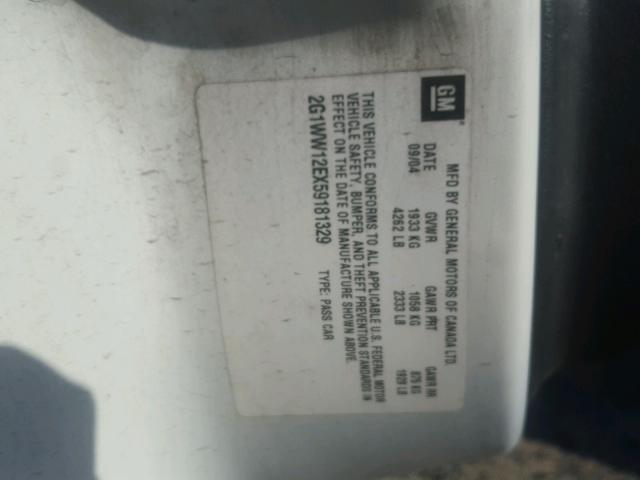 GM
MFD BY GENERAL MOTORS OF CANADA LTD.
DATE GVWR GAWR FRT GAWR RR
09/04 1933 KG 1058 KG 875 KG
4262 LB 2333 LB 1929 LB
THIS VEHICLE CONFORMS TO ALL APPLICABLE U.S. FEDERAL MOTOR
VEHICLE SAFETY, BUMPER, AND THEFT PREVENTION STANDARDS IN
EFFECT ON THE DATE OF MANUFACTURE SHOWN ABOVE.
2G1WW12EX59181329 TYPE: PASS CAR